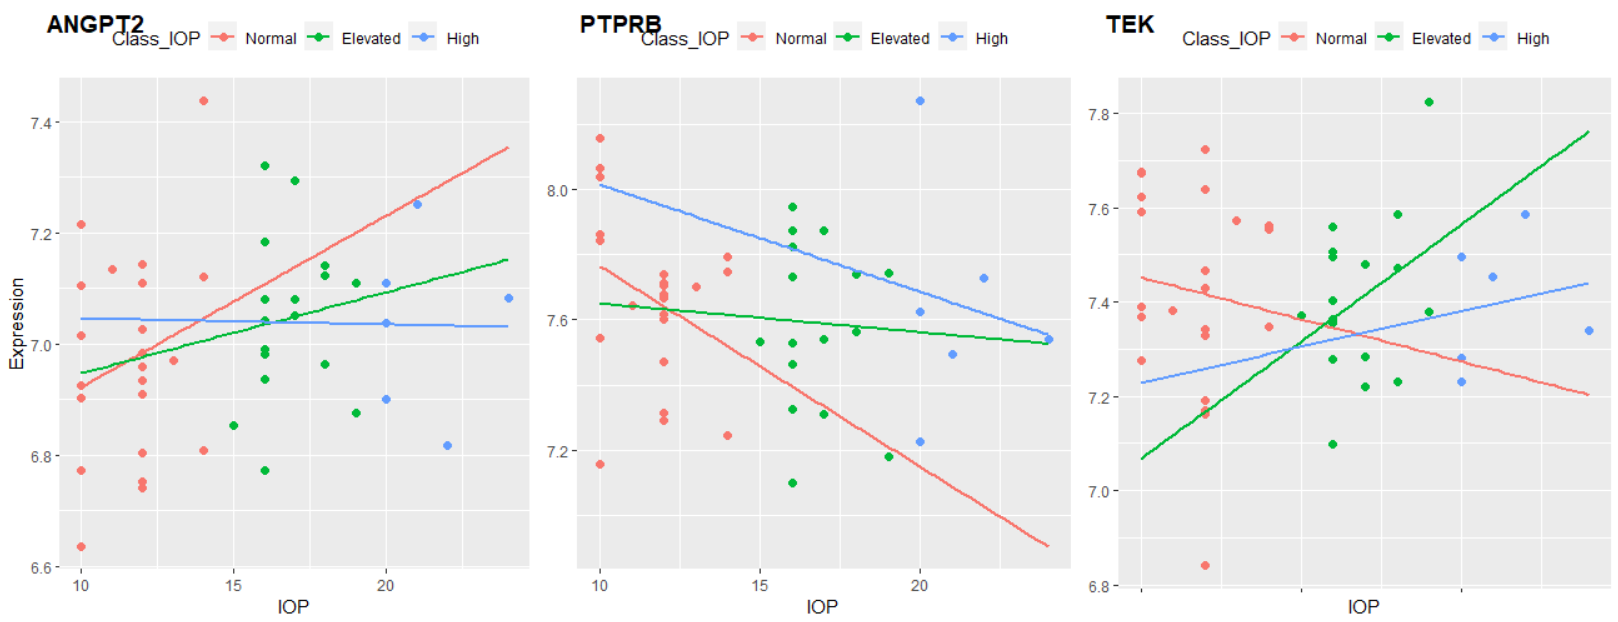 ANGPT2
Class_IOP Normal Elevated High
PTPRB
Class_IOP Normal Elevated High
TEK
Class_IOP Normal Elevated High
Expression
7.4
7.2
7.0
6.8
6.6
10 15 20
IOP
8.0
7.6
7.2
10 15 20
IOP
7.8
7.6
7.4
7.2
7.0
6.8
IOP